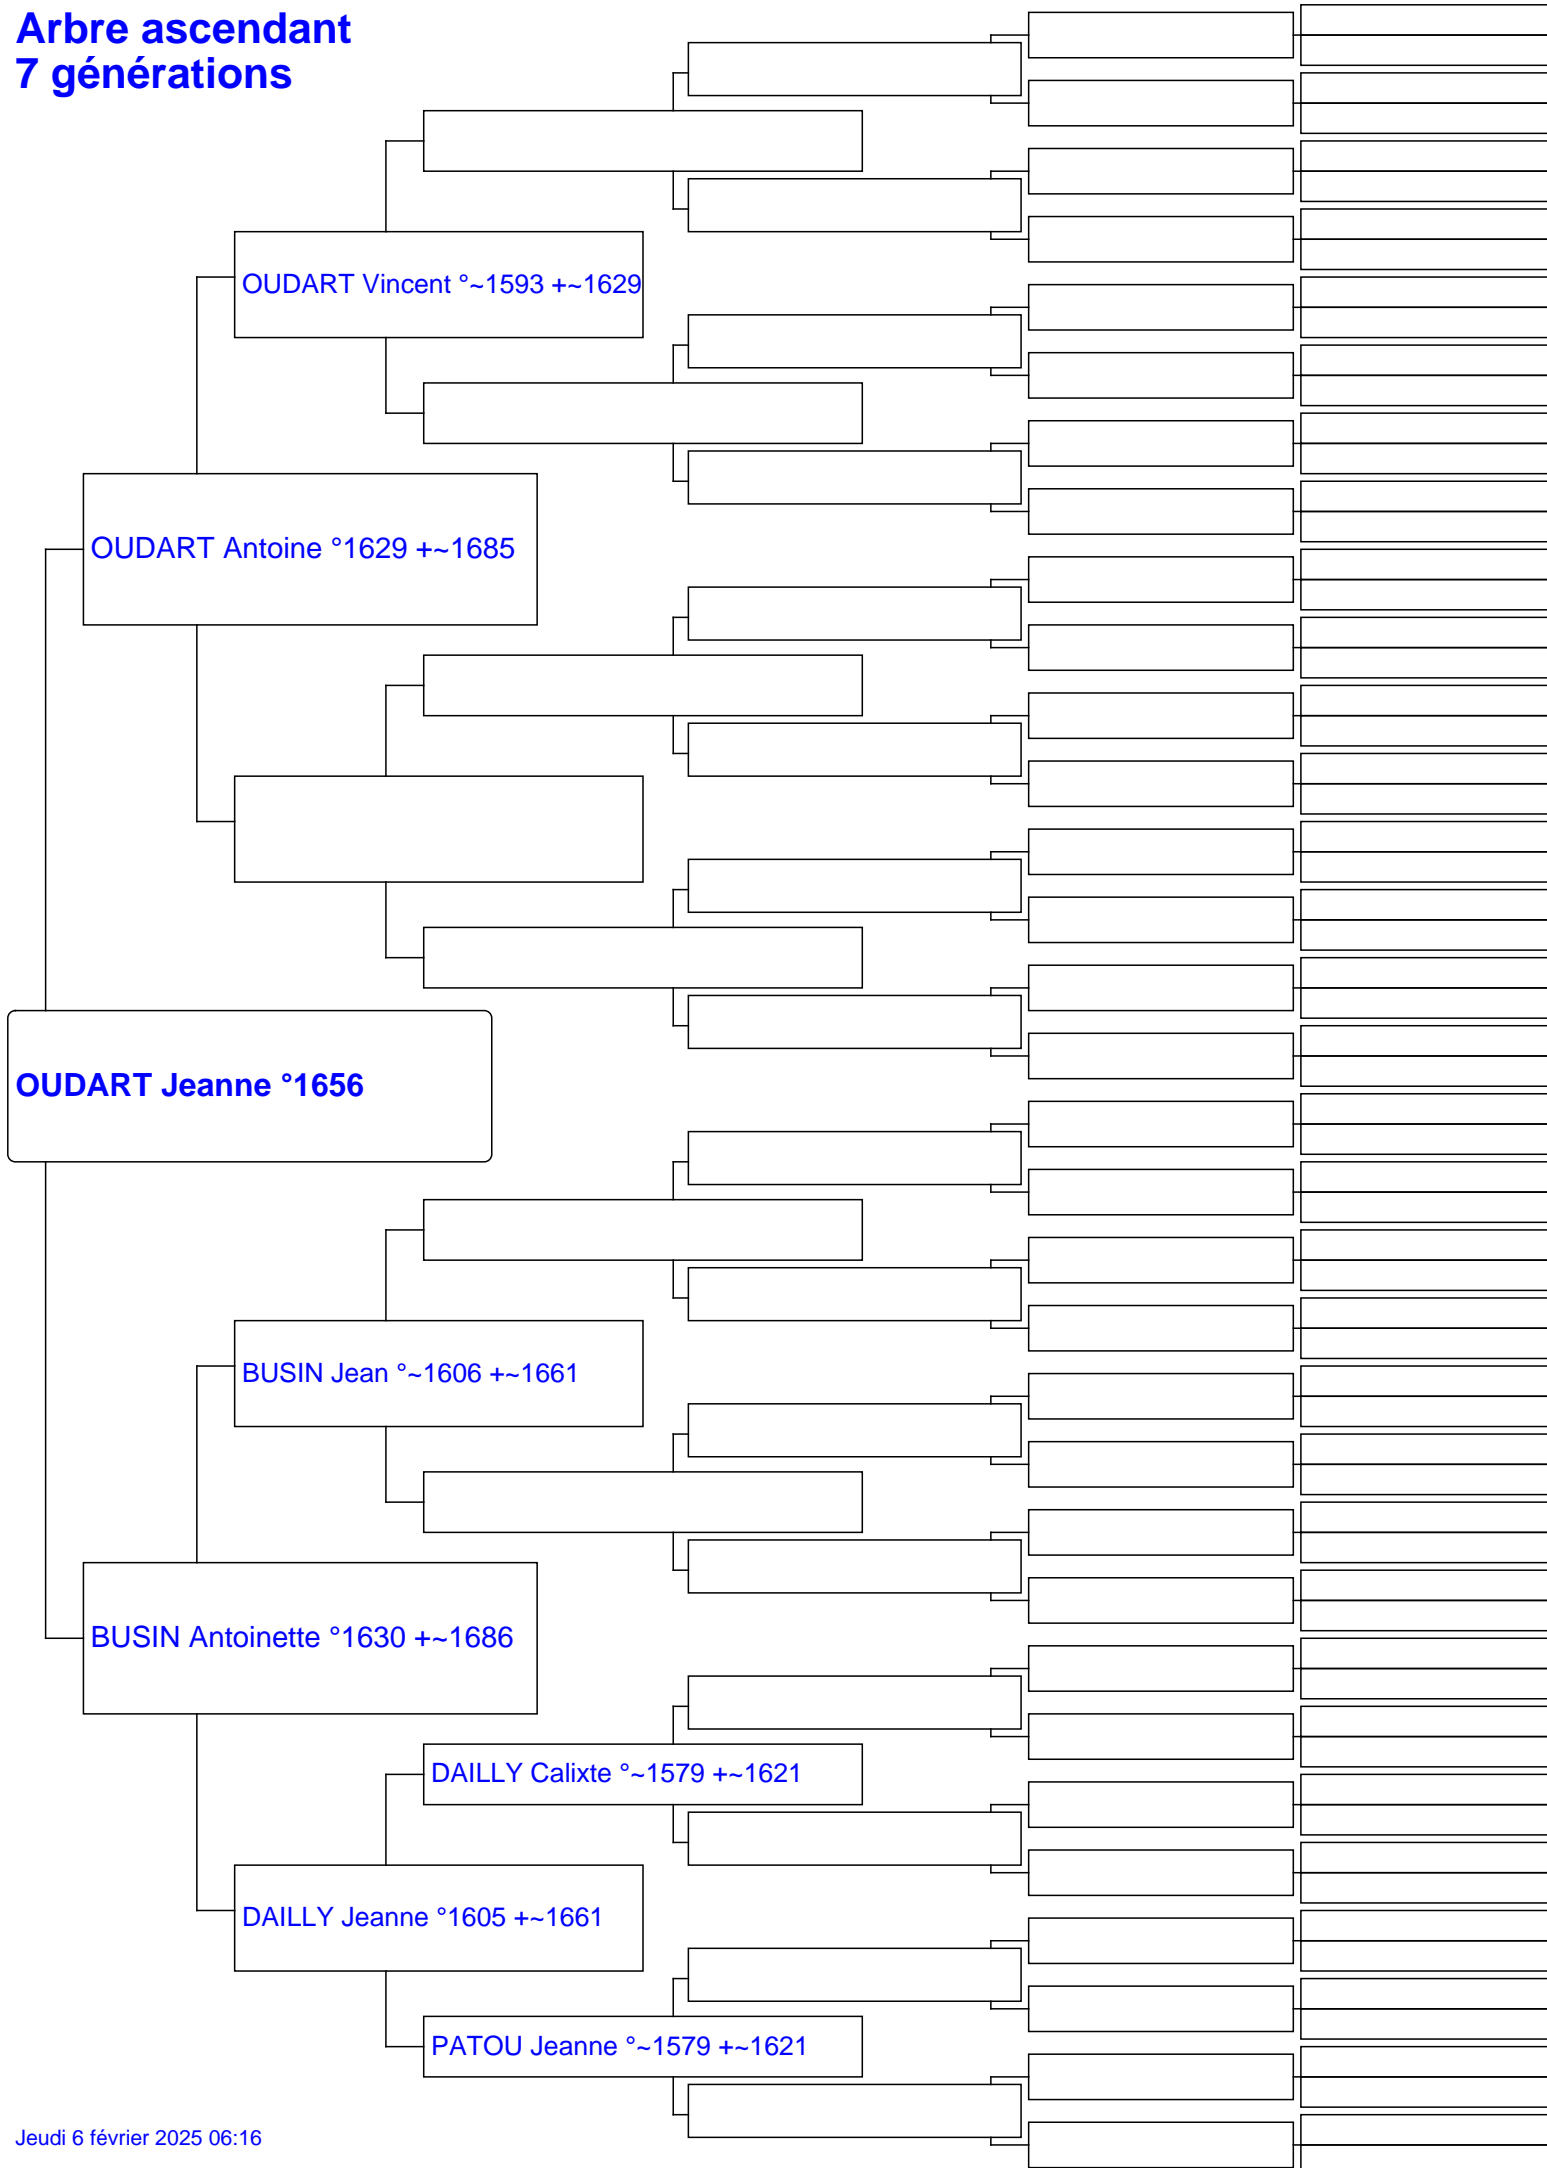 Arbre ascendant
7 générations
OUDART Vincent °~1593 +~1629
OUDART Antoine °1629 +~1685
OUDART Jeanne °1656
BUSIN Jean °~1606 +~1661
BUSIN Antoinette °1630 +~1686
DAILLY Calixte °~1579 +~1621
DAILLY Jeanne °1605 +~1661
PATOU Jeanne °~1579 +~1621
Jeudi 6 février 2025 06:16